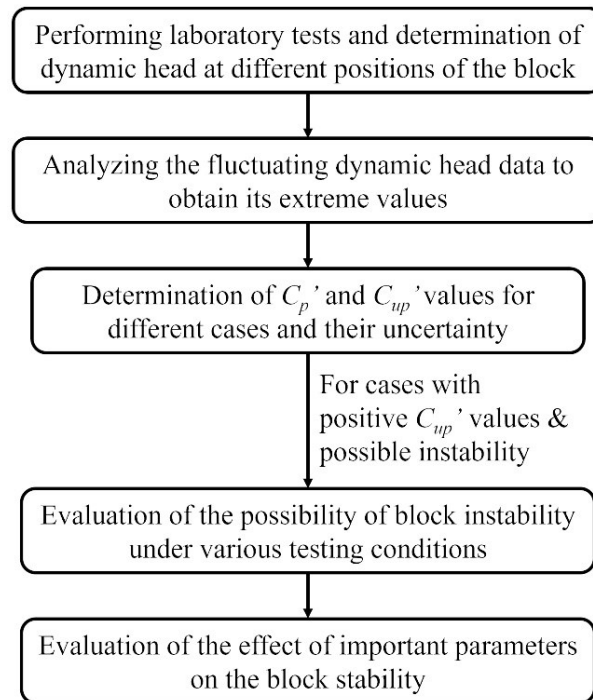 Performing laboratory tests and determination of
dynamic head at different positions of the block
Analyzing the fluctuating dynamic head data to
obtain its extreme values
Determination of Cp’ and Cup’ values for
different cases and their uncertainty
For cases with
positive Cup’ values &
possible instability
Evaluation of the possibility of block instability
under various testing conditions
Evaluation of the effect of important parameters
on the block stability